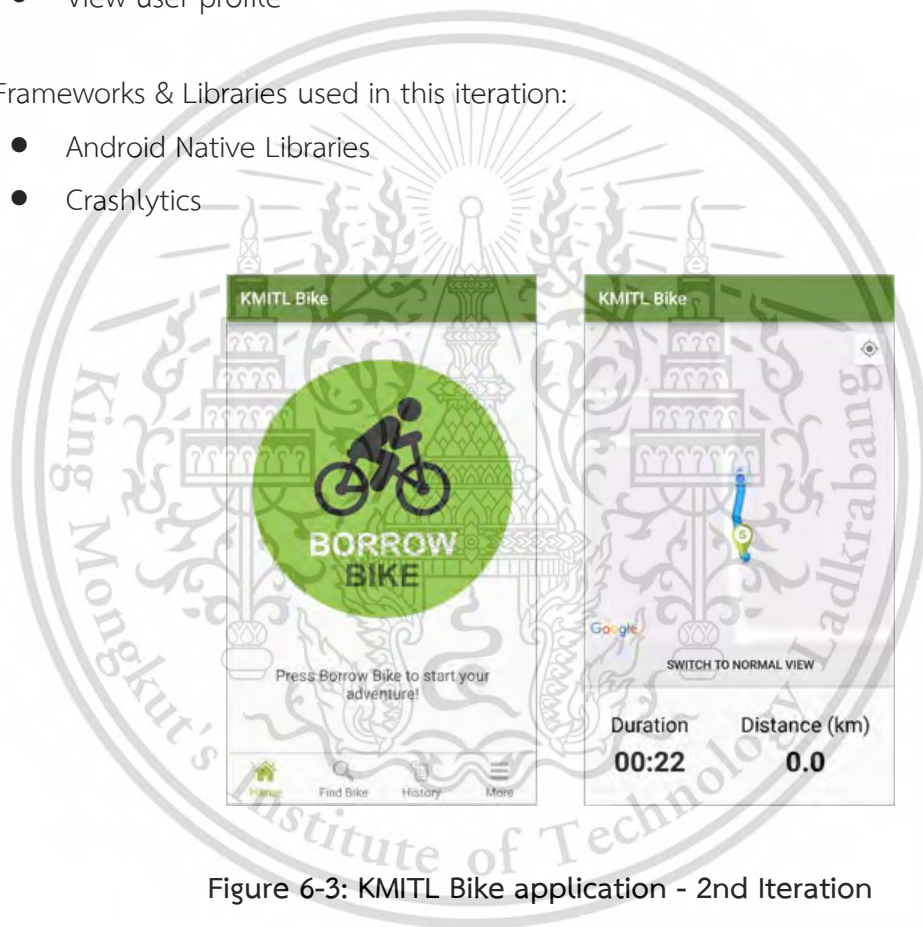 View user profile
Frameworks & Libraries used in this iteration:
Android Native Libraries
Crashlytics
KMITL Bike
BORROW
BIKE
Press Borrow Bike to start your
adventure!
Home
Find Bike
History
More
KMITL Bike
S
Google
SWITCH TO NORMAL VIEW
Duration
Distance (km)
00:22
0.0
King Mongkut's Institute of Technology Ladkrabang
Figure 6-3: KMITL Bike application - 2nd Iteration